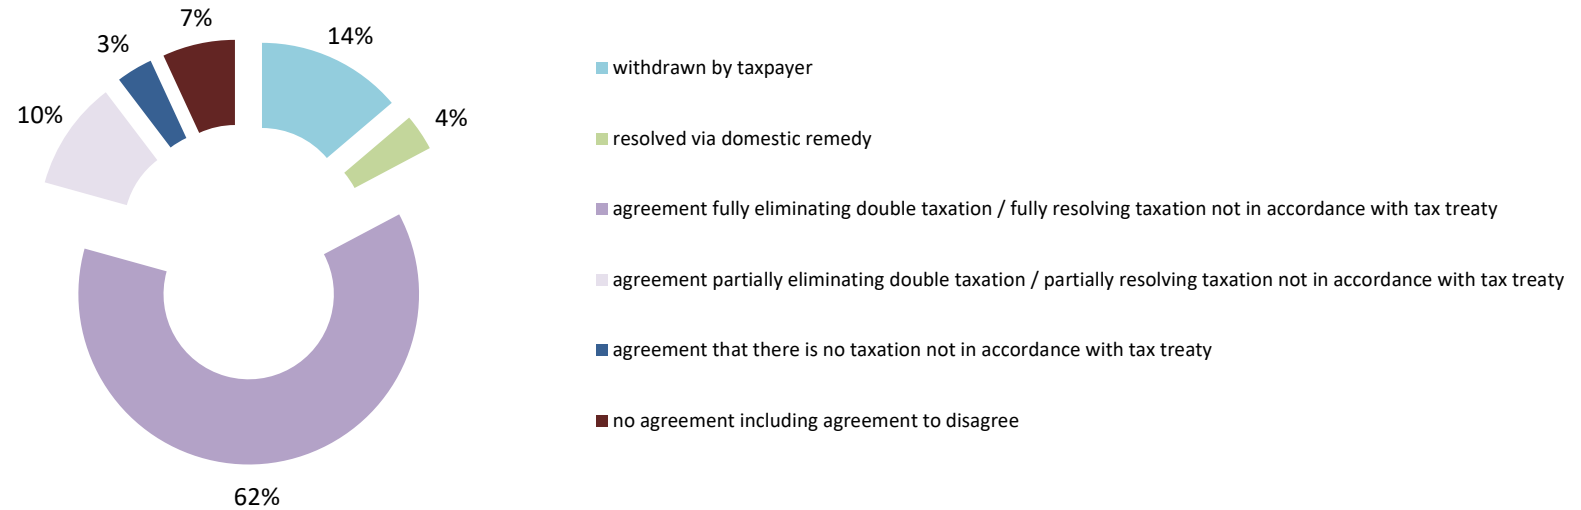 7%
14%
3%
10%
4%
62%
withdrawn by taxpayer
resolved via domestic remedy
agreement fully eliminating double taxation / fully resolving taxation not in accordance with tax treaty
agreement partially eliminating double taxation / partially resolving taxation not in accordance with tax treaty
agreement that there is no taxation not in accordance with tax treaty
no agreement including agreement to disagree